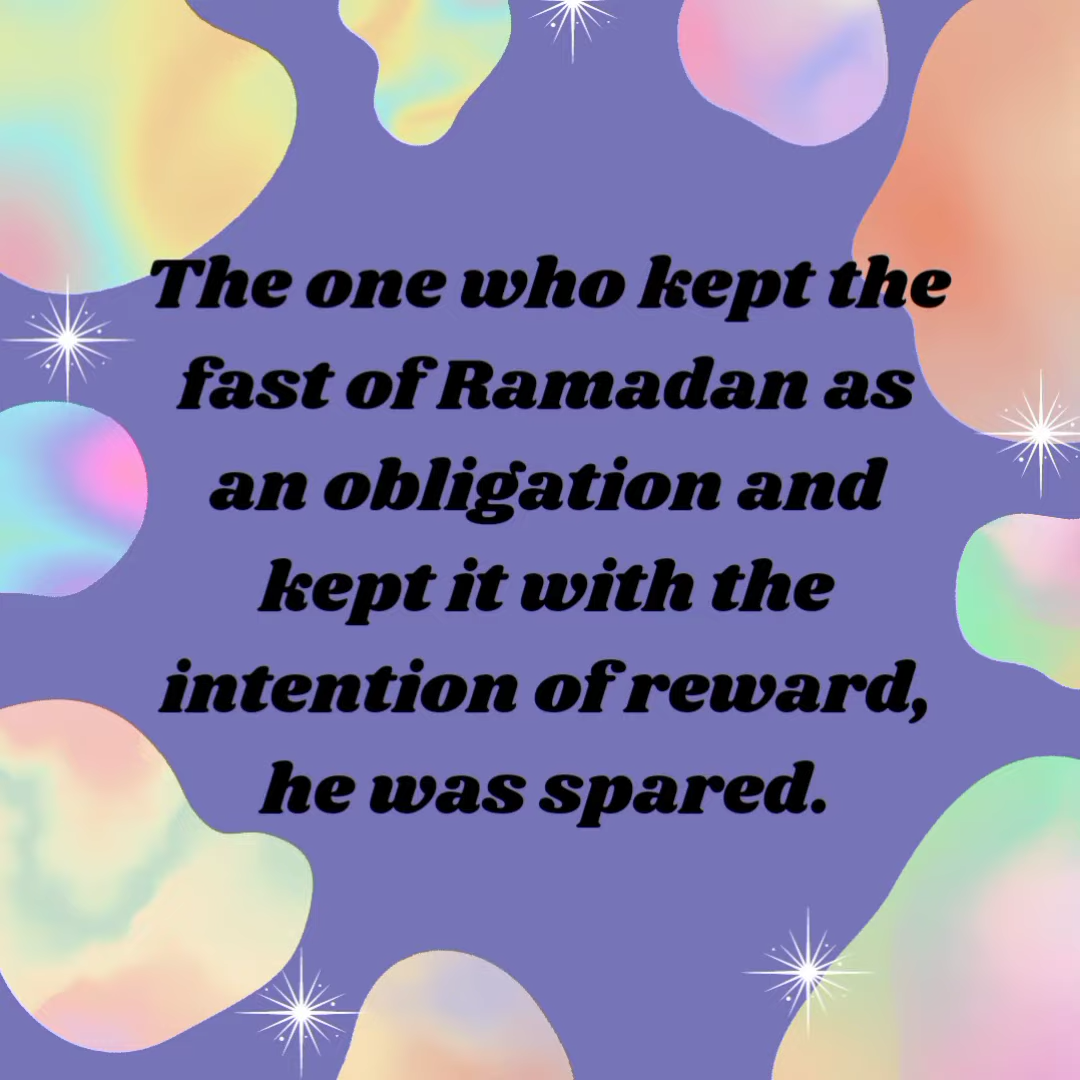 The one who kept the
fast of Ramadan as
an obligation and
kept it with the
intention of reward,
he was spared.